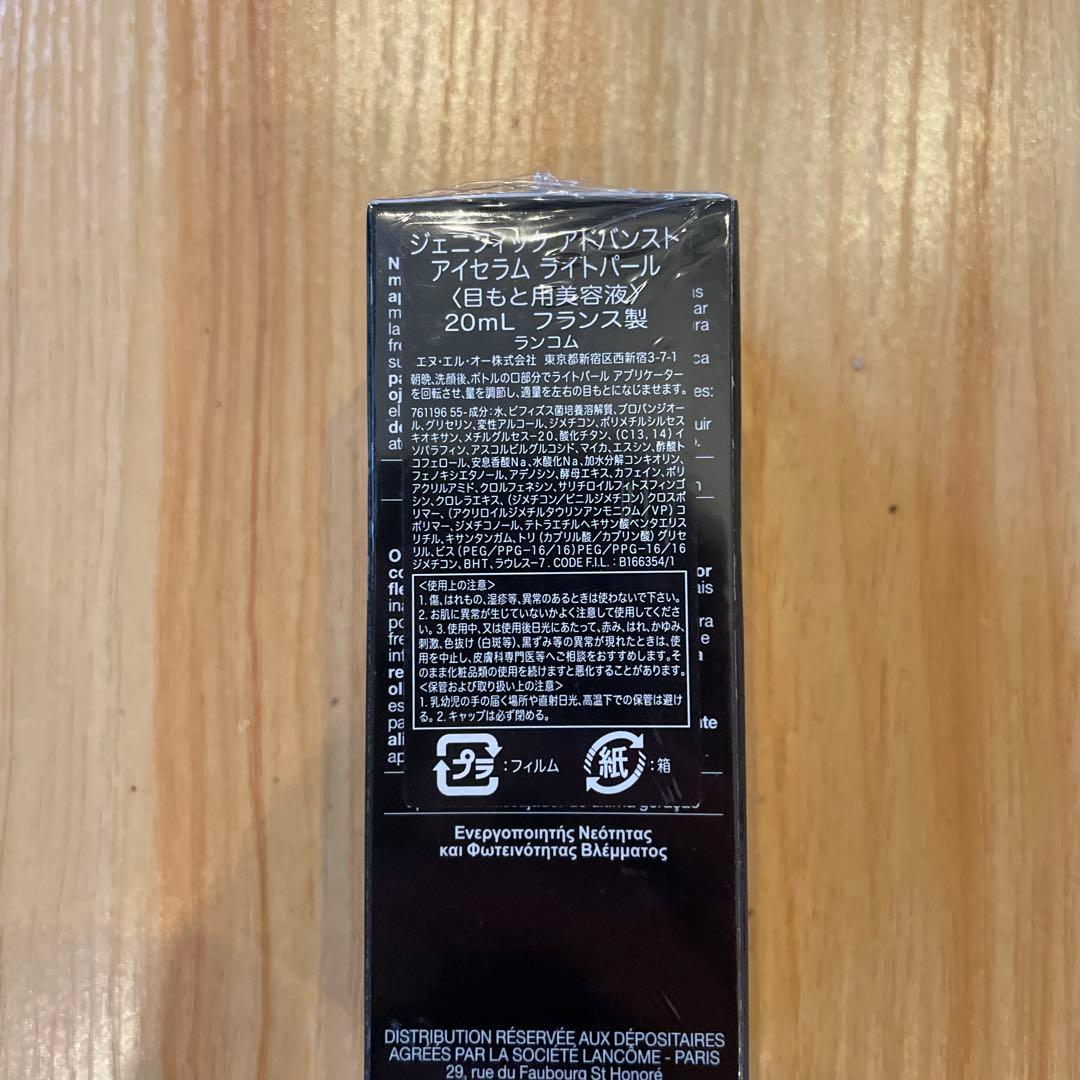 ジェニフィック アドバンスト
アイセラム ライトパール
〈目もと用美容液〉
20mL フランス製
ランコム
エヌ・エル・オー株式会社 東京都新宿区西新宿3-7-1
朝晩、洗顔後、ボトルの口部分でライトパール アプリケーター
を回転させ、量を調節し、適量を左右の目もとになじませます。
761196 55-成分:水、ビフィズス菌培養溶解質、プロパンジオー
ル、グリセリン、変性アルコール、ジメチコン、ポリメチルシルセス
キオキサン、メチルグルセス-20、酸化チタン、(C13,14)イ
ソパラフィン、アスコルビルグルコシド、マイカ、エスシン、酢酸ト
コフェロール、安息香酸Na、水酸化Na、加水分解コンキオリン、
フェノキシエタノール、アデノシン、酵母エキス、カフェイン、ポリ
アクリルアミド、クロルフェネシン、サリチロイルフィトスフィンゴ
シン、クロレラエキス、(ジメチコン/ビニルジメチコン)クロスポ
リマー、(アクリロイルジメチルタウリンアンモニウム/VP)コ
ポリマー、ジメチコノール、テトラエチルヘキサン酸ペンタエリス
リチル、キサンタンガム、トリ(カプリル酸/カプリン酸)グリセ
リル、ビス(PEG/PPG-16/16)PEG/PPG-16/16
ジメチコン、BHT、ラウレス-7. CODE F.I.L. : B166354/1
<使用上の注意>
1. 傷、はれもの、湿疹等、異常のあるときは使わないで下さい。
2. お肌に異常が生じていないかよく注意して使用してくださ
い。3. 使用中、又は使用後日光にあたって、赤み、はれ、かゆみ、
刺激、色抜け(白斑等)、黒ずみ等の異常が現れたときは、使
用を中止し、皮膚科専門医等へご相談をおすすめします。そ
のまま化粧品類の使用を続けますと悪化することがあります。
<保管および取り扱い上の注意>
1. 乳幼児の手の届く場所や直射日光、高温下での保管は避け
る。2. キャップは必ず閉める。
プラ :フィルム 紙 :箱
Ενεργοποιητής Νεότητας
και Φωτεινότητας Βλέμματος
DISTRIBUTION RÉSERVÉE AUX DÉPOSITAIRES
AGRÉÉS PAR LA SOCIÉTÉ LANCÔME - PARIS
29, rue du Faubourg St Honoré